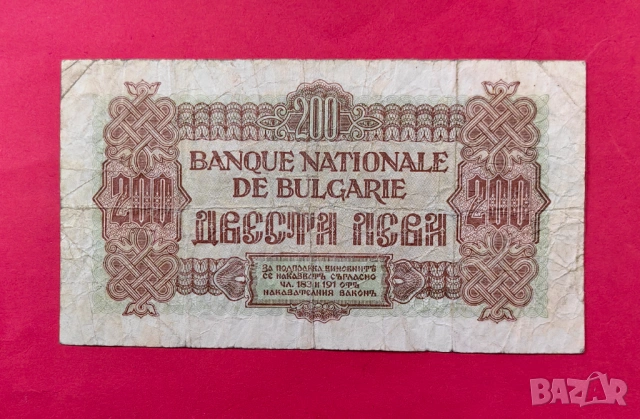 200
BANQUE NATIONALE
DE BULGARIE
200
200
ДВЕСТА ЛЕВА
ЗА ПОДПРАВКА ВИНОВНИТѢ
СЕ НАКАЗВАТЪ СЪГЛАСНО
ЧЛ. 183 И 191 ОТЪ
НАКАЗАТЕЛНИЯ ЗАКОНЪ
BAZAR